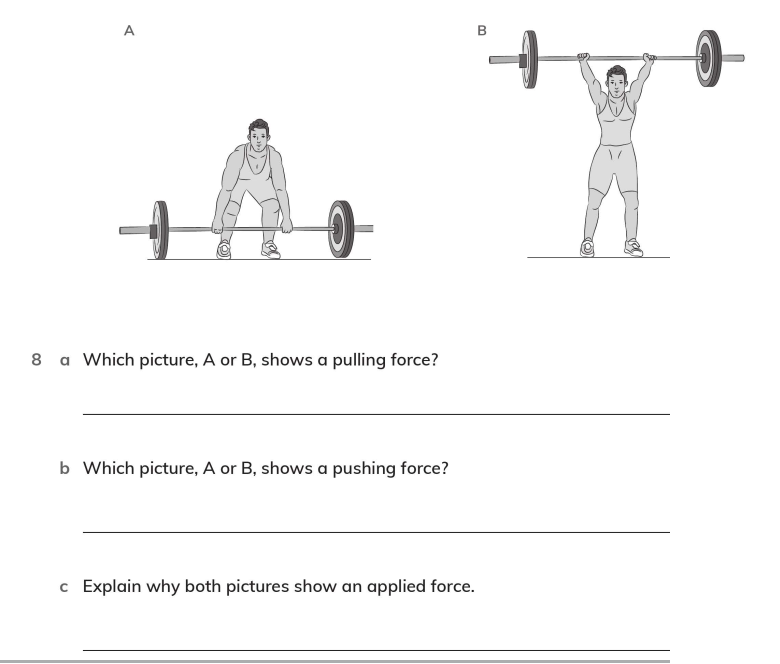 A
B
8 a Which picture, A or B, shows a pulling force?
b Which picture, A or B, shows a pushing force?
c Explain why both pictures show an applied force.